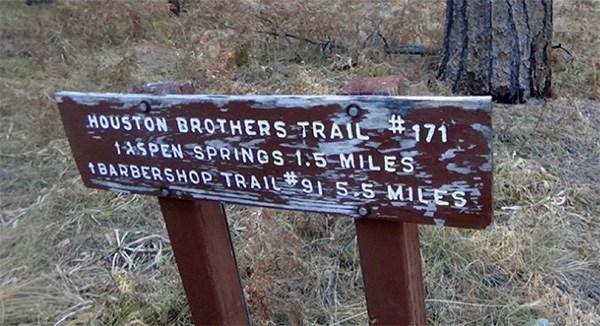 HOUSTON BROTHERS TRAIL #171
↑ASPEN SPRINGS 1.5 MILES
↑BARBERSHOP TRAIL #91 5.5 MILES